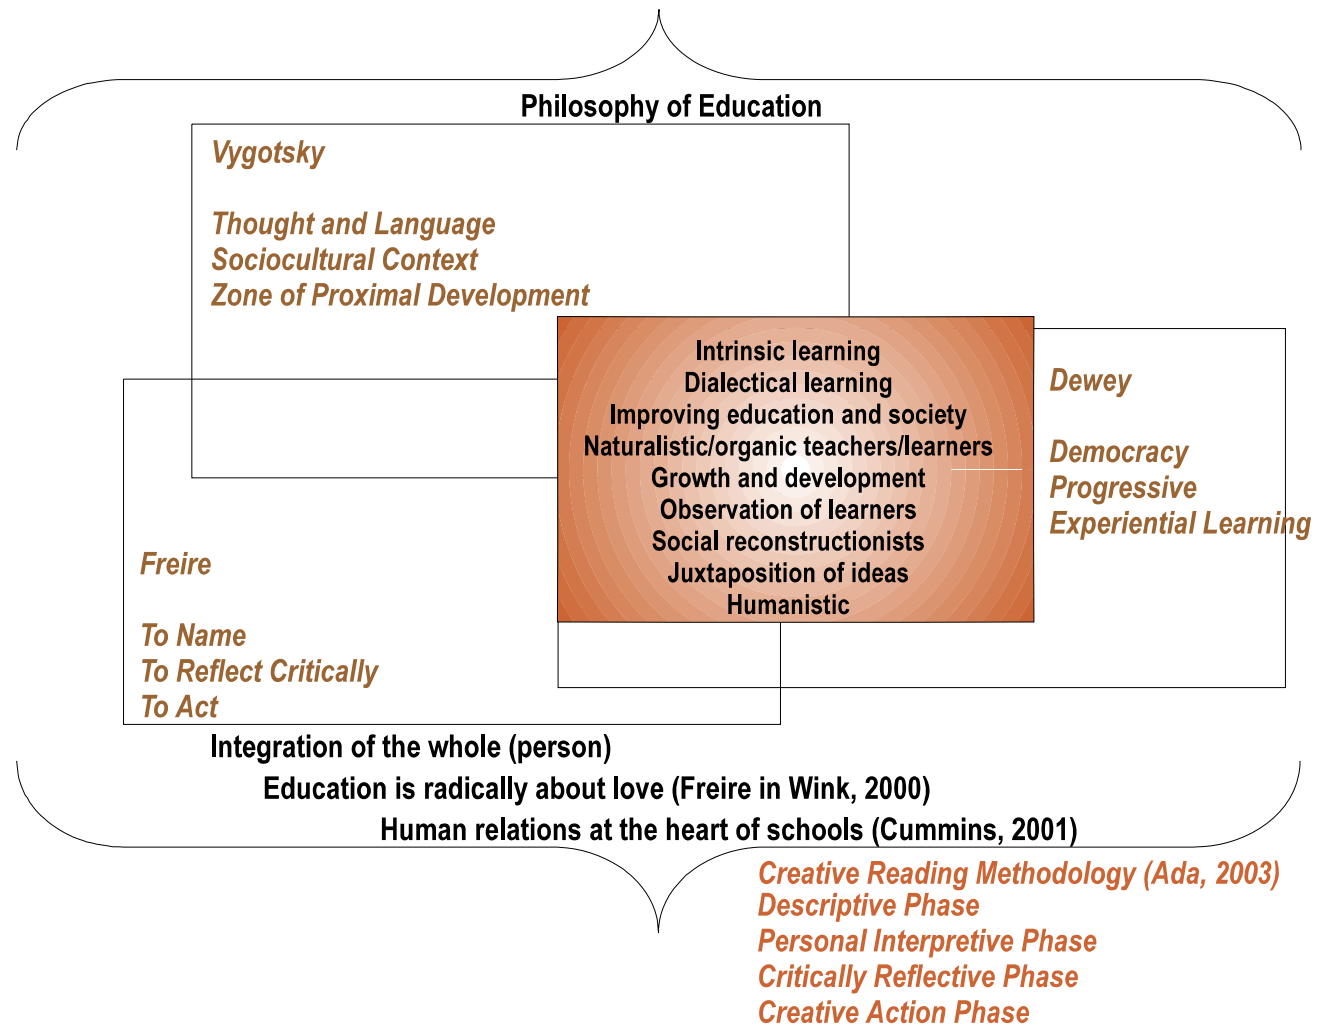 Philosophy of Education
Vygotsky
Thought and Language
Sociocultural Context
Zone of Proximal Development
Intrinsic learning
Dialectical learning
Improving education and society
Naturalistic/organic teachers/learners
Growth and development
Observation of learners
Social reconstructionists
Juxtaposition of ideas
Humanistic
Dewey
Democracy
Progressive
Experiential Learning
Freire
To Name
To Reflect Critically
To Act
Integration of the whole (person)
Education is radically about love (Freire in Wink, 2000)
Human relations at the heart of schools (Cummins, 2001)
Creative Reading Methodology (Ada, 2003)
Descriptive Phase
Personal Interpretive Phase
Critically Reflective Phase
Creative Action Phase